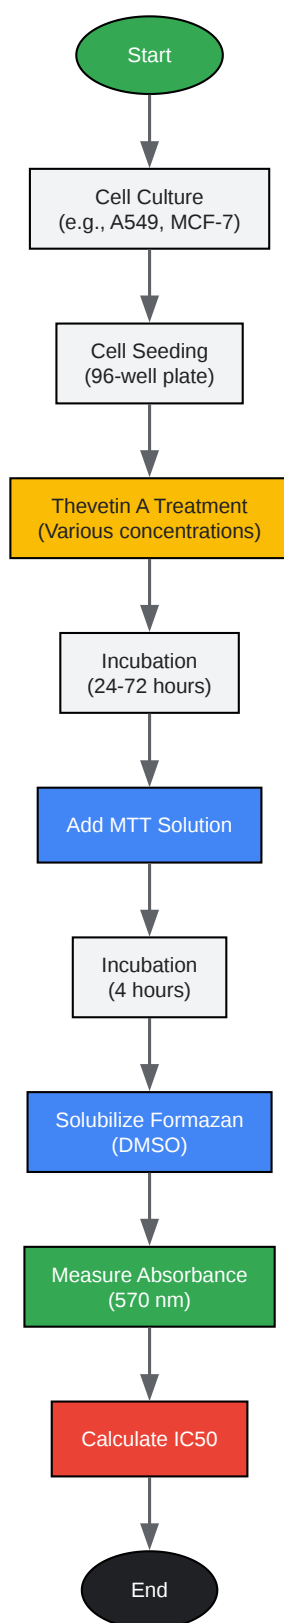 Start
Cell Culture
(e.g., A549, MCF-7)
Cell Seeding
(96-well plate)
Thevetin A Treatment
(Various concentrations)
Incubation
(24-72 hours)
Add MTT Solution
Incubation
(4 hours)
Solubilize Formazan
(DMSO)
Measure Absorbance
(570 nm)
Calculate IC50
End